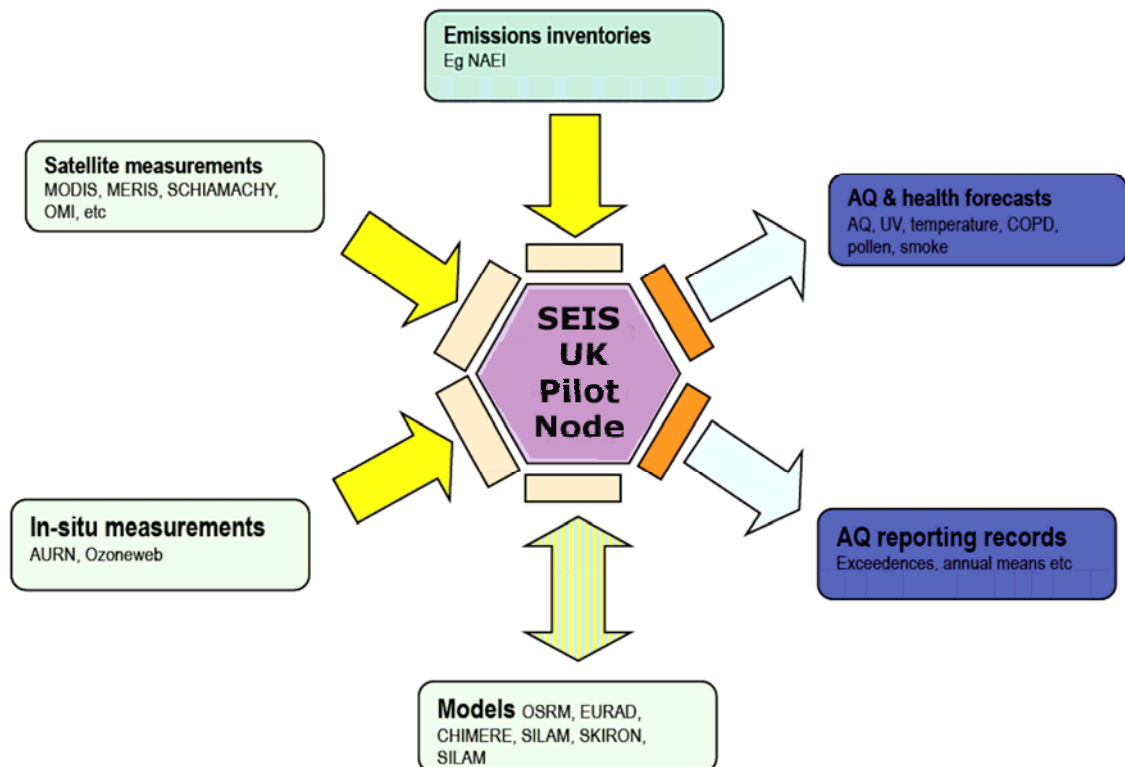 Emissions inventories
Eg NAEI
Satellite measurements
MODIS, MERIS, SCHIAMACHY,
OMI, etc
AQ & health forecasts
AQ, UV, temperature, COPD,
pollen, smoke
SEIS
UK
Pilot
Node
In-situ measurements
AURN, Ozoneweb
AQ reporting records
Exceedences, annual means etc
Models OSRM, EURAD,
CHIMERE, SILAM, SKIRON,
SILAM